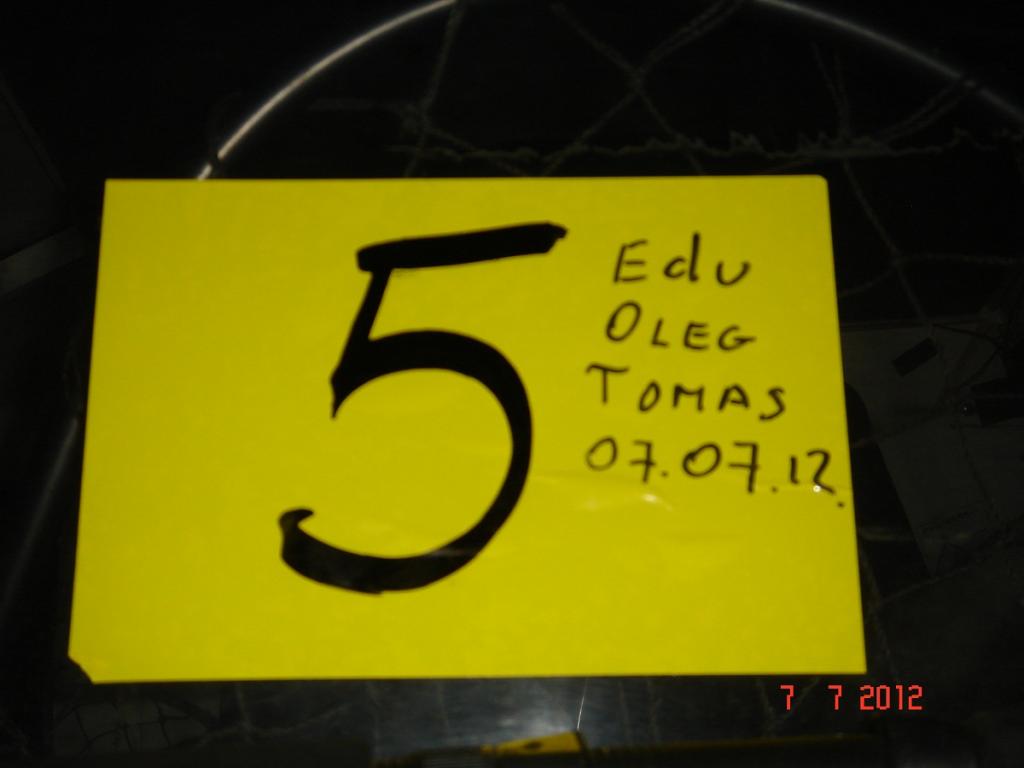 5
Edu
OLEG
TOMAS
07.07.12.
7 7 2012